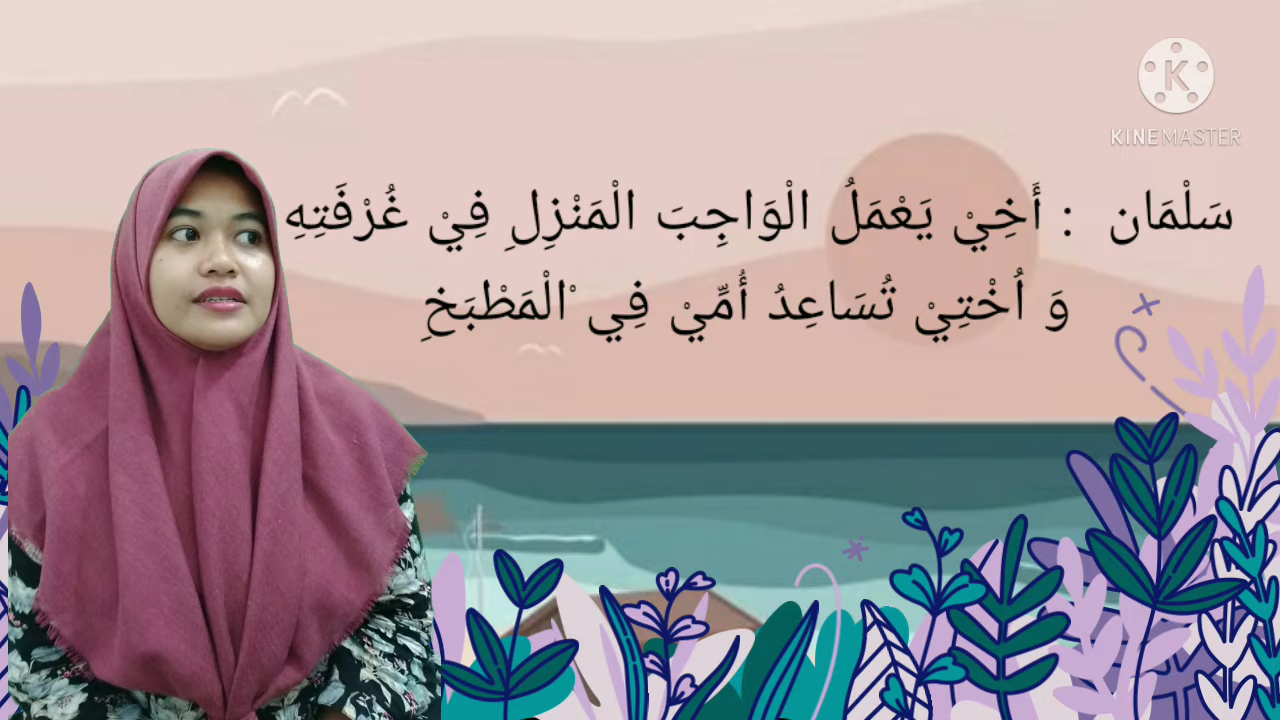 KINEMASTER
سَلْمَان : أَخِيْ يَعْمَلُ الْوَاجِبَ الْمَنْزِلِ فِيْ غُرْفَتِهِ
وَ اُخْتِيْ تُسَاعِدُ أُمِّيْ فِي ْالْمَطْبَخِ